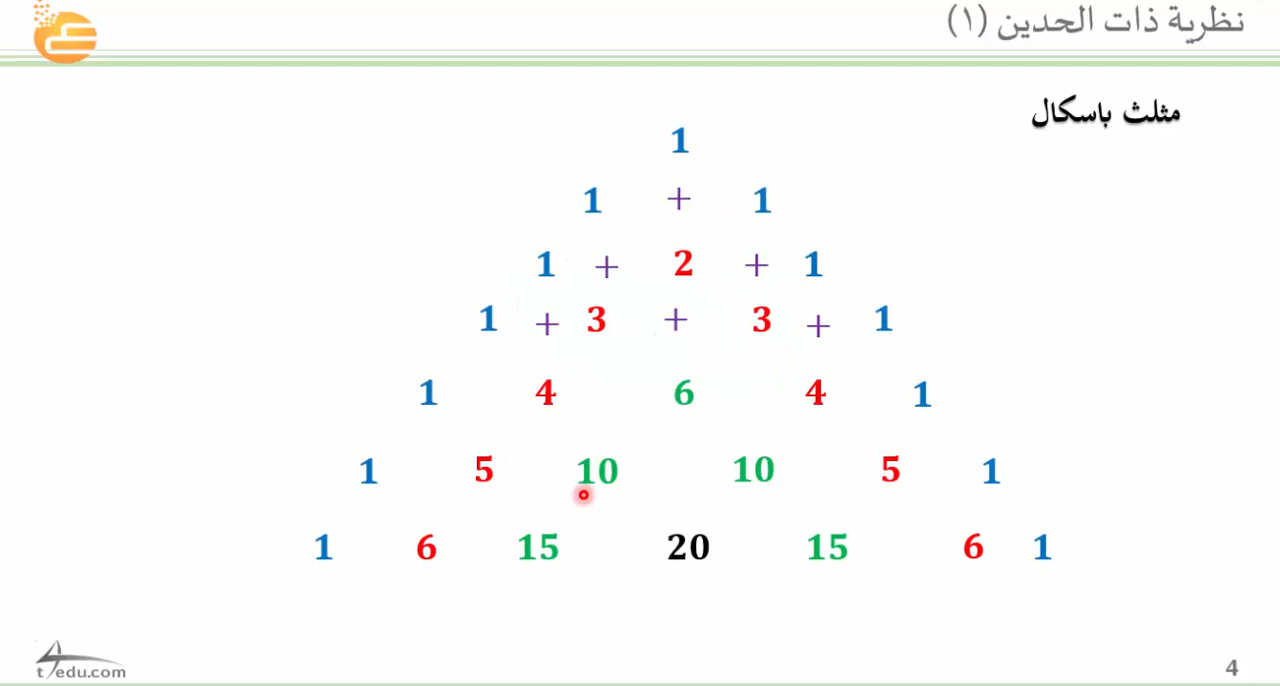 نظرية ذات الحدين (١)
مثلث باسكال
1
1 + 1
1 + 2 + 1
1 + 3 + 3 + 1
1 4 6 4 1
1 5 10 10 5 1
1 6 15 20 15 6 1
t4edu.com
4